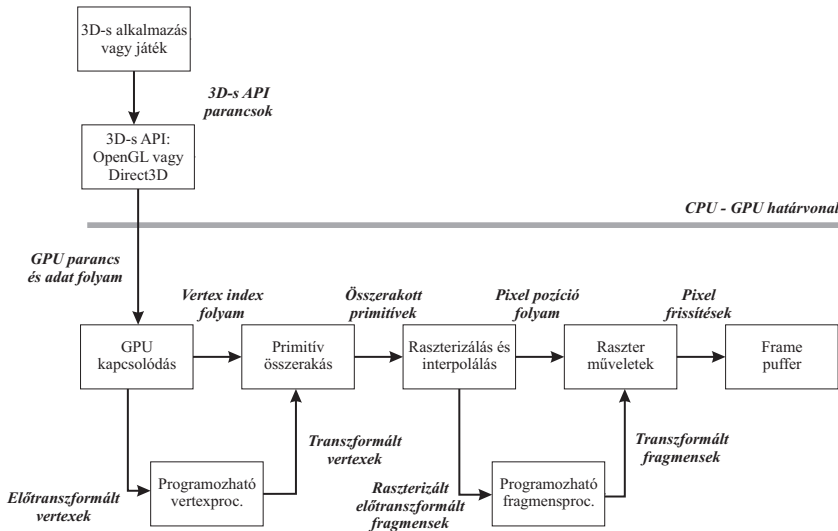 3D-s alkalmazás
vagy játék
3D-s API
parancsok
3D-s API:
OpenGL vagy
Direct3D
CPU - GPU határvonal
GPU parancs
és adat folyam
Vertex index
folyam
Összerakott
primitívek
Pixel pozíció
folyam
Pixel
frissítések
GPU
kapcsolódás
Primitív
összerakás
Raszterizálás és
interpolálás
Raszter
műveletek
Frame
puffer
Előtranszformált
vertexek
Programozható
vertexproc.
Transzformált
vertexek
Raszterizált
előtranszformált
fragmensek
Programozható
fragmensproc.
Transzformált
fragmensek